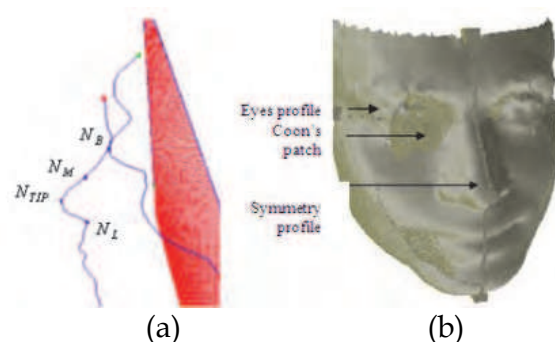 N_B
N_M
N_TIP
N_L
Eyes profile
Coon's
patch
Symmetry
profile
(a)
(b)